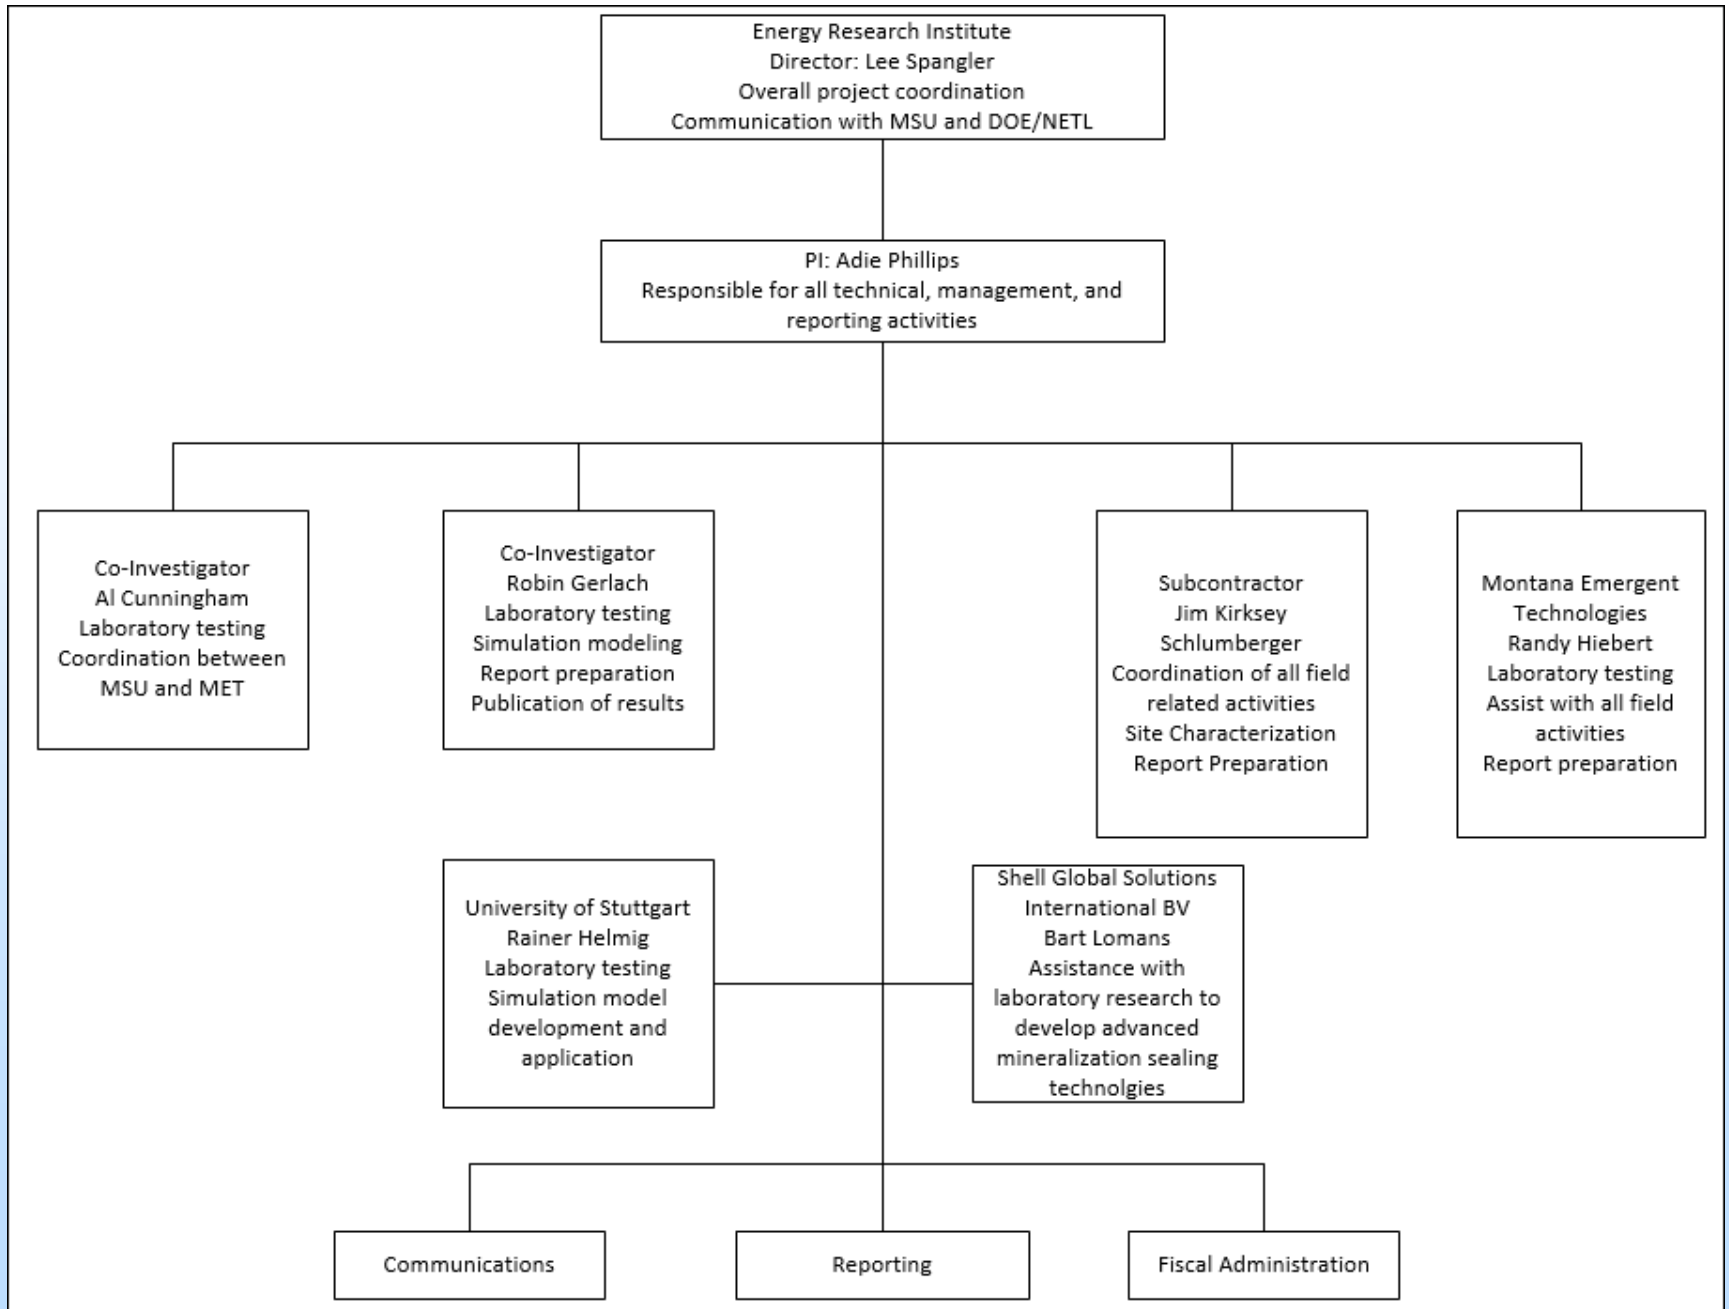 Energy Research Institute
Director: Lee Spangler
Overall project coordination
Communication with MSU and DOE/NETL
PI: Adie Phillips
Responsible for all technical, management, and
reporting activities
Co-Investigator
Al Cunningham
Laboratory testing
Coordination between
MSU and MET
Co-Investigator
Robin Gerlach
Laboratory testing
Simulation modeling
Report preparation
Publication of results
Subcontractor
Jim Kirksey
Schlumberger
Coordination of all field
related activities
Site Characterization
Report Preparation
Montana Emergent
Technologies
Randy Hiebert
Laboratory testing
Assist with all field
activities
Report preparation
University of Stuttgart
Rainer Helmig
Laboratory testing
Simulation model
development and
application
Shell Global Solutions
International BV
Bart Lomans
Assistance with
laboratory research to
develop advanced
mineralization sealing
technolgies
Communications
Reporting
Fiscal Administration